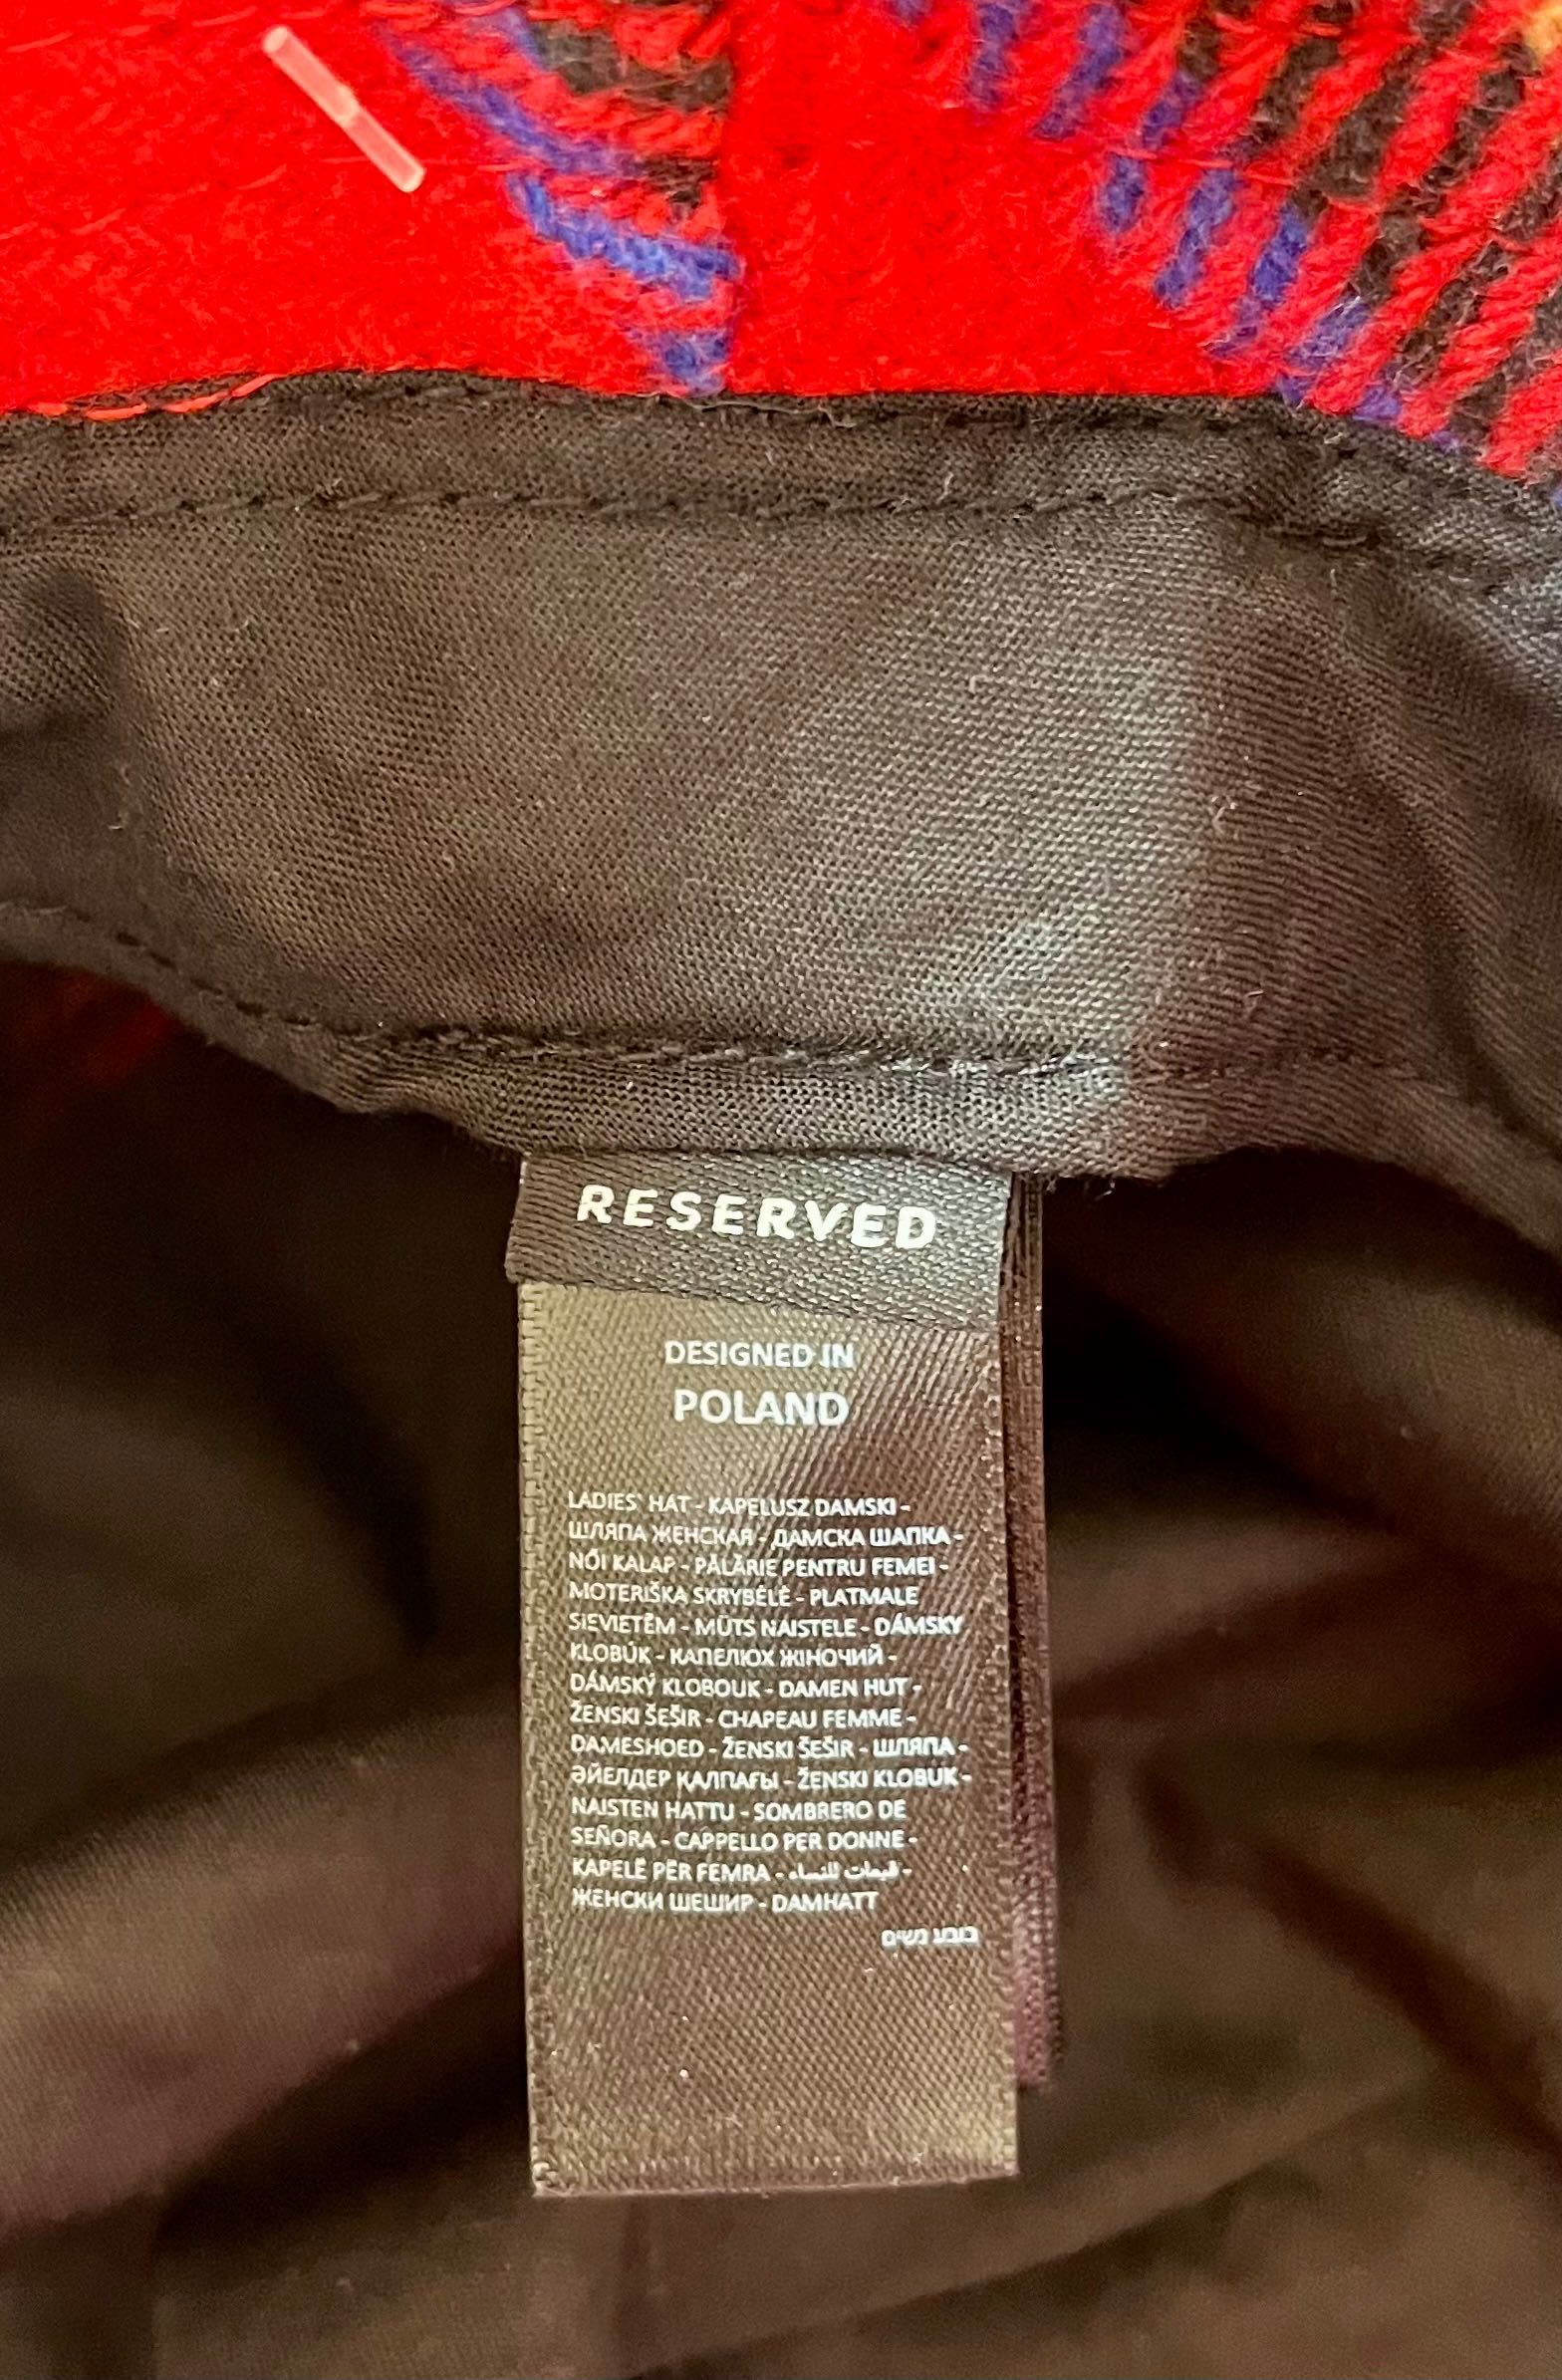 RESERVED
DESIGNED IN
POLAND
LADIES' HAT - KAPELUSZ DAMSKI -
ШЛЯПА ЖЕНСКАЯ - ДАМСКА ШАПКА -
NŐI KALAP - PĂLĂRIE PENTRU FEMEI -
MOTERIŠKA SKRYBĖLĖ - PLATMALE
SIEVIETĒM - MÜTS NAISTELE - DÁMSKY
KLOBÚK - КАПЕЛЮХ ЖІНОЧИЙ -
DÁMSKÝ KLOBOUK - DAMEN HUT -
ŽENSKI ŠEŠIR - CHAPEAU FEMME -
DAMESHOED - ŽENSKI ŠEŠIR - ШЛЯПА -
ӘЙЕЛДЕР ҚАЛПАҒЫ - ŽENSKI KLOBUK -
NAISTEN HATTU - SOMBRERO DE
SEÑORA - CAPPELLO PER DONNE -
KAPELË PËR FEMRA - قبعات للنساء -
ЖЕНСКИ ШЕШИР - DAMHATT
כובע נשים